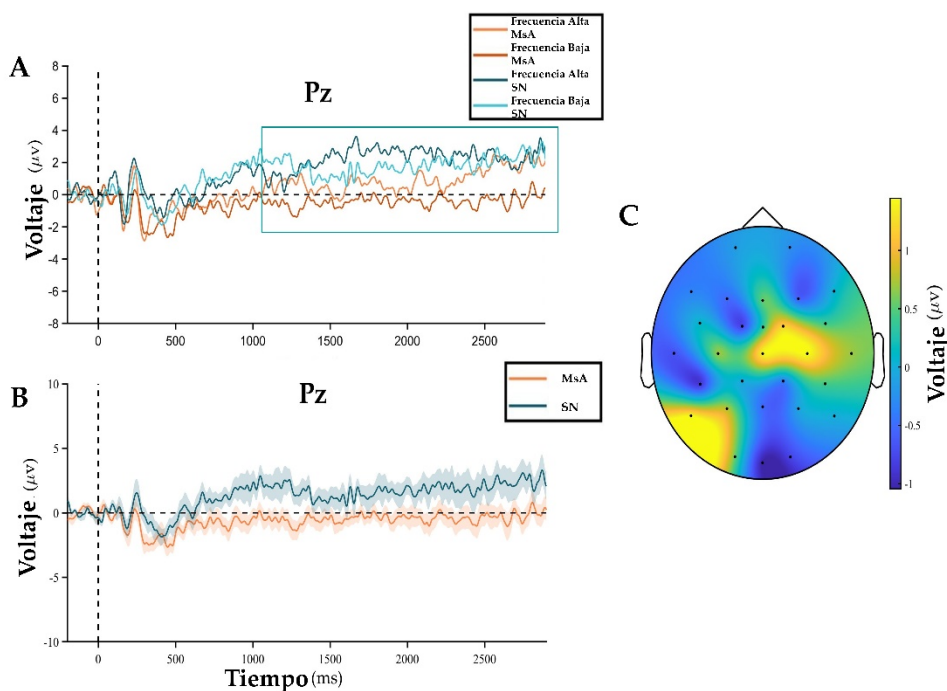 A
Pz
Frecuencia Alta
MsA
Frecuencia Baja
MsA
Frecuencia Alta
SN
Frecuencia Baja
SN
Voltaje (μv)
8
6
4
2
0
-2
-4
-6
-8
0
500
1000
1500
2000
2500
B
Pz
MsA
SN
Voltaje (μv)
10
5
0
-5
-10
0
500
1000
1500
2000
2500
Tiempo (ms)
C
1
0.5
0
-0.5
-1
Voltaje (μv)